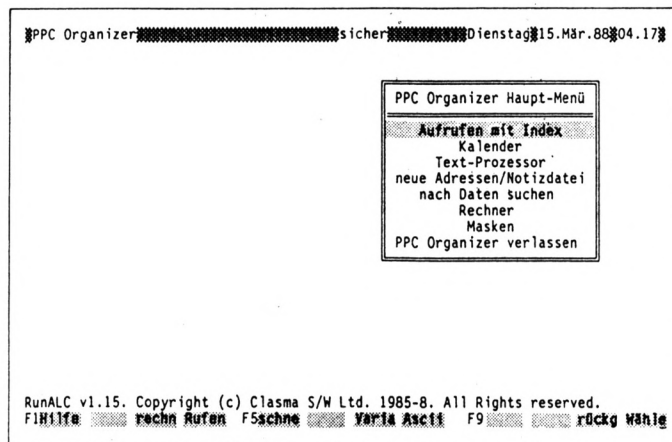 PPC Organizer sicher Dienstag 15.Mär.88 04.17
PPC Organizer Haupt-Menü
Aufrufen mit Index
Kalender
Text-Prozessor
neue Adressen/Notizdatei
nach Daten suchen
Rechner
Masken
PPC Organizer verlassen
RunALC v1.15. Copyright (c) Clasma S/W Ltd. 1985-8. All Rights reserved.
F1Hilfe rechn Rufen F5schne Varia Ascii F9 rückg Wähle